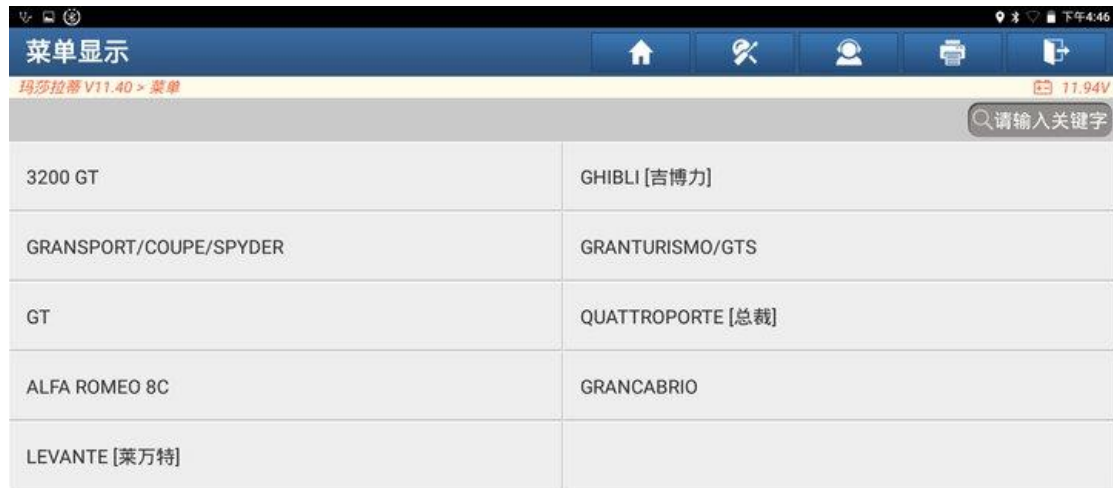 下午4:46
菜单显示
玛莎拉蒂 V11.40 > 菜单
11.94V
请输入关键字
3200 GT
GHIBLI [吉博力]
GRANSPORT/COUPE/SPYDER
GRANTURISMO/GTS
GT
QUATTROPORTE [总裁]
ALFA ROMEO 8C
GRANCABRIO
LEVANTE [莱万特]